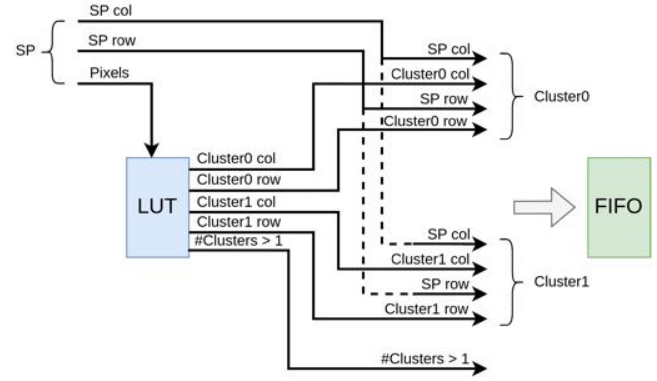 SP col
SP row
SP
Pixels
SP col
Cluster0 col
SP row
Cluster0 row
Cluster0
LUT
Cluster0 col
Cluster0 row
Cluster1 col
Cluster1 row
#Clusters > 1
FIFO
SP col
Cluster1 col
SP row
Cluster1 row
Cluster1
#Clusters > 1